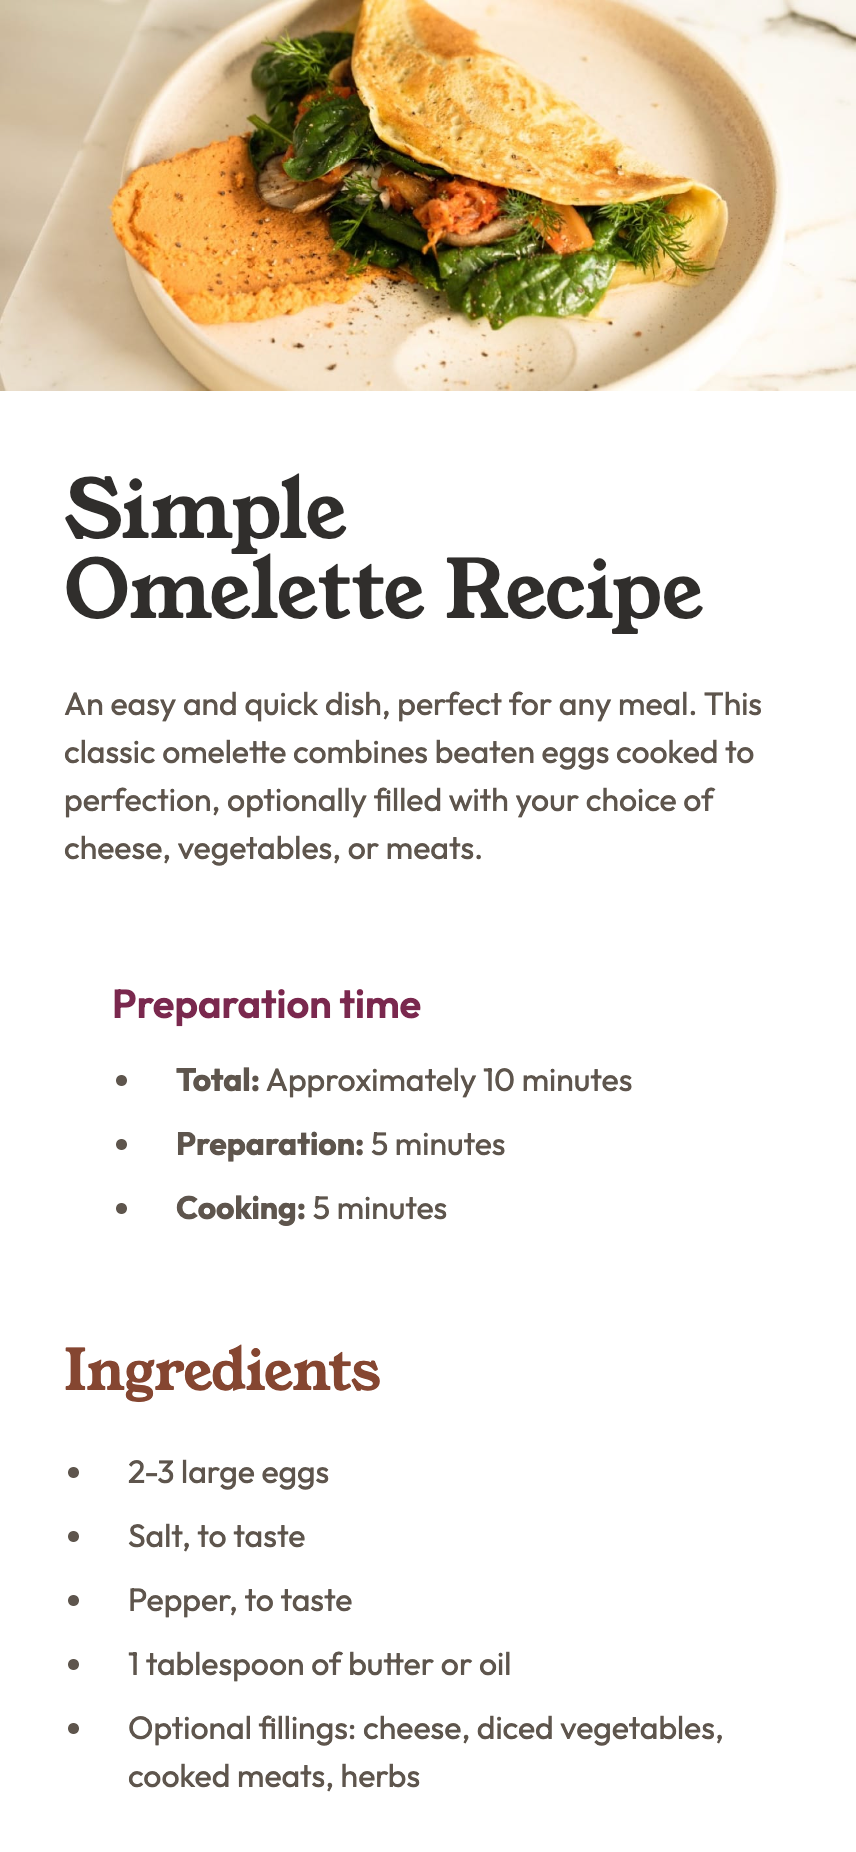 Simple
Omelette Recipe
An easy and quick dish, perfect for any meal. This
classic omelette combines beaten eggs cooked to
perfection, optionally filled with your choice of
cheese, vegetables, or meats.
Preparation time
• Total: Approximately 10 minutes
• Preparation: 5 minutes
• Cooking: 5 minutes
Ingredients
• 2-3 large eggs
• Salt, to taste
• Pepper, to taste
• 1 tablespoon of butter or oil
• Optional fillings: cheese, diced vegetables,
cooked meats, herbs